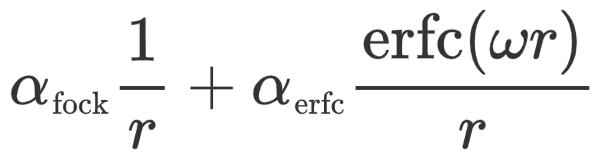 α_fock 1/r + α_erfc erfc(ωr)/r